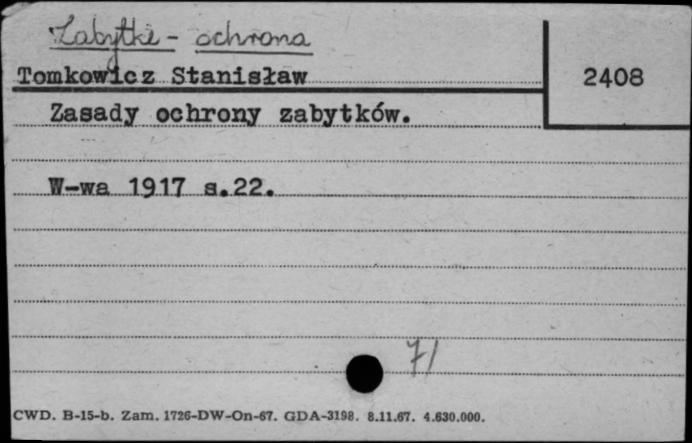 Zabytki - ochrona
Tomkowicz Stanisław
2408
Zasady ochrony zabytków.
W-wa 1917 s.22.
7/
CWD. B-15-b. Zam. 1726-DW-On-67. GDA-3198. 8.11.67. 4.630.000.